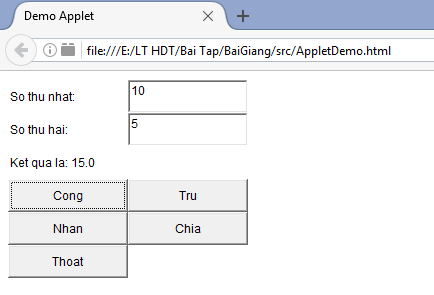 Demo Applet
file:///E:/LT HDT/Bai Tap/BaiGiang/src/AppletDemo.html
So thu nhat: 10
So thu hai: 5
Ket qua la: 15.0
Cong Tru
Nhan Chia
Thoat